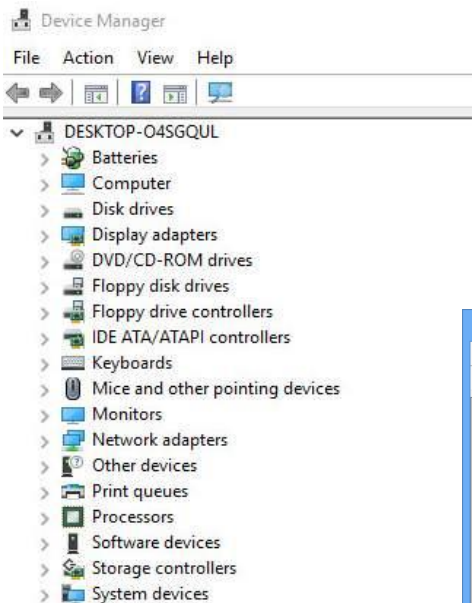 Device Manager
File Action View Help
DESKTOP-O4SGQUL
Batteries
Computer
Disk drives
Display adapters
DVD/CD-ROM drives
Floppy disk drives
Floppy drive controllers
IDE ATA/ATAPI controllers
Keyboards
Mice and other pointing devices
Monitors
Network adapters
Other devices
Print queues
Processors
Software devices
Storage controllers
System devices